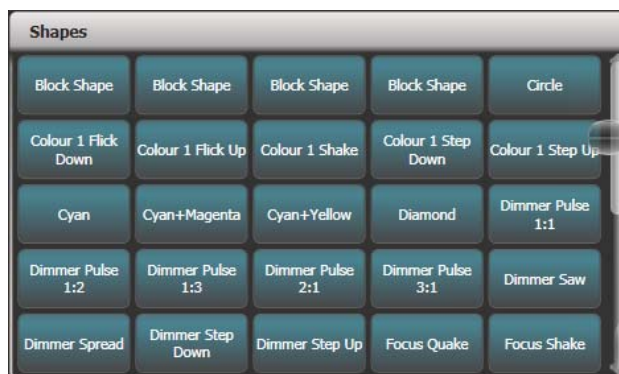 Shapes
Block Shape Block Shape Block Shape Block Shape Circle
Colour 1 Flick Down Colour 1 Flick Up Colour 1 Shake Colour 1 Step Down Colour 1 Step Up
Cyan Cyan+Magenta Cyan+Yellow Diamond Dimmer Pulse 1:1
Dimmer Pulse 1:2 Dimmer Pulse 1:3 Dimmer Pulse 2:1 Dimmer Pulse 3:1 Dimmer Saw
Dimmer Spread Dimmer Step Down Dimmer Step Up Focus Quake Focus Shake